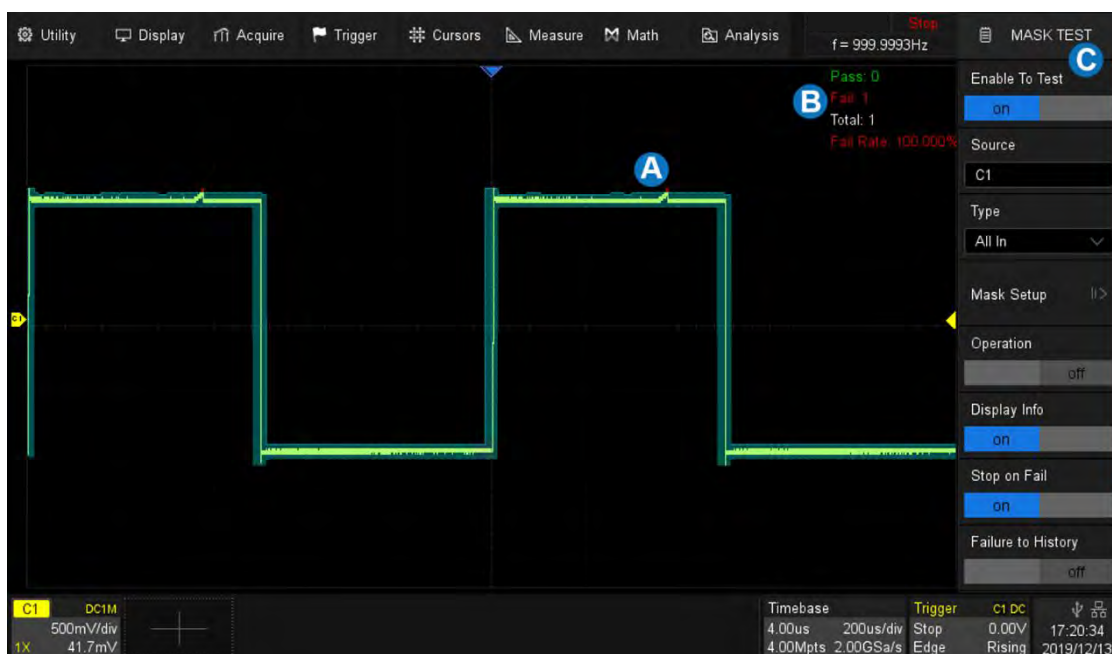 Utility Display Acquire Trigger Cursors Measure Math Analysis
Stop
f = 999.9993Hz
MASK TEST
C
Pass: 0
B
Fail: 1
Total: 1
Fail Rate: 100.000%
A
C1
Enable To Test
on
Source
C1
Type
All In
Mask Setup
Operation
off
Display Info
on
Stop on Fail
on
Failure to History
off
C1 DC1M
500mV/div
1X 41.7mV
Timebase
4.00us 200us/div
4.00Mpts 2.00GSa/s
Trigger C1 DC
Stop 0.00V
Edge Rising
17:20:34
2019/12/13